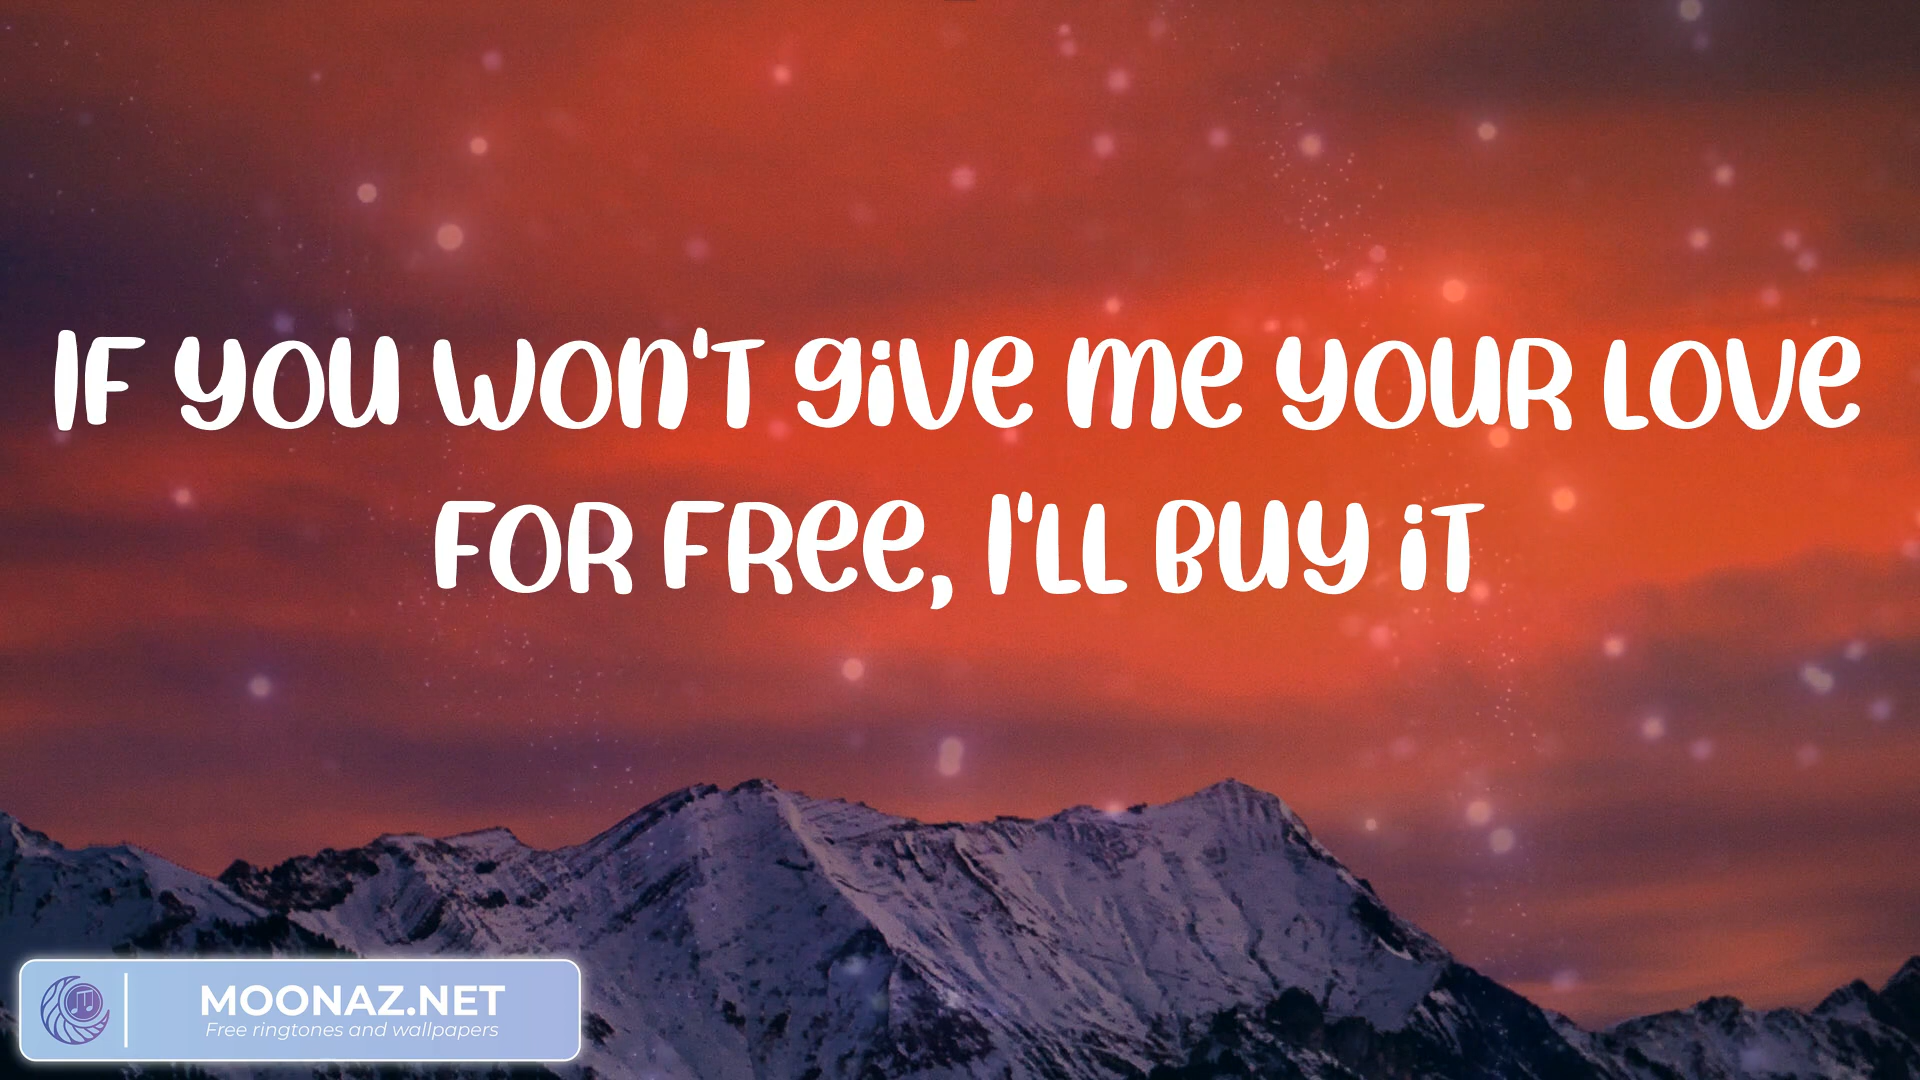 IF YOU WON'T GIVE ME YOUR LOVE
FOR FREE, I'LL BUY IT
MOONAZ.NET
Free ringtones and wallpapers